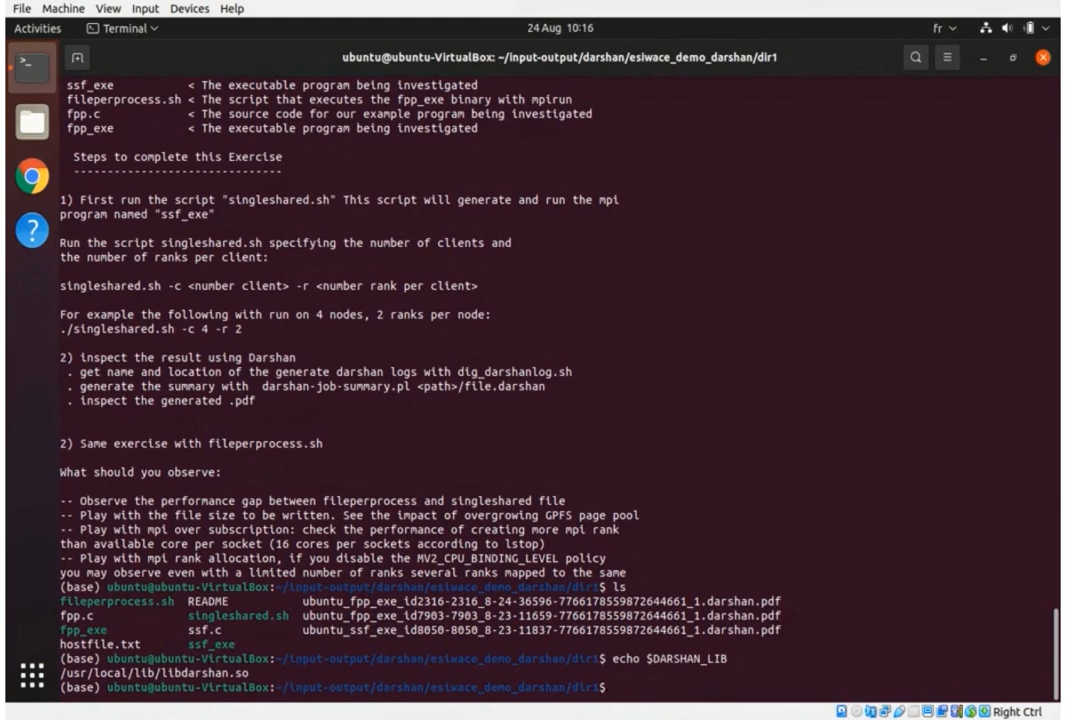 File Machine View Input Devices Help
Activities Terminal 24 Aug 10:16 fr
ubuntu@ubuntu-VirtualBox: ~/input-output/darshan/esiwace_demo_darshan/dir1
ssf_exe < The executable program being investigated
fileperprocess.sh < The script that executes the fpp_exe binary with mpirun
fpp.c < The source code for our example program being investigated
fpp_exe < The executable program being investigated
Steps to complete this Exercise
------------------------------
1) First run the script "singleshared.sh" This script will generate and run the mpi
program named "ssf_exe"
Run the script singleshared.sh specifying the number of clients and
the number of ranks per client:
singleshared.sh -c <number client> -r <number rank per client>
For example the following with run on 4 nodes, 2 ranks per node:
./singleshared.sh -c 4 -r 2
2) inspect the result using Darshan
. get name and location of the generate darshan logs with dig_darshanlog.sh
. generate the summary with darshan-job-summary.pl <path>/file.darshan
. inspect the generated .pdf
2) Same exercise with fileperprocess.sh
What should you observe:
-- Observe the performance gap between fileperprocess and singleshared file
-- Play with the file size to be written. See the impact of overgrowing GPFS page pool
-- Play with mpi over subscription: check the performance of creating more mpi rank
than available core per socket (16 cores per sockets according to lstop)
-- Play with mpi rank allocation, if you disable the MV2_CPU_BINDING_LEVEL policy
you may observe even with a limited number of ranks several ranks mapped to the same
(base) ubuntu@ubuntu-VirtualBox:~/input-output/darshan/esiwace_demo_darshan/dir1$ ls
fileperprocess.sh README ubuntu_fpp_exe_id2316-2316_8-24-36596-7766178559872644661_1.darshan.pdf
fpp.c singleshared.sh ubuntu_fpp_exe_id7903-7903_8-23-11659-7766178559872644661_1.darshan.pdf
fpp_exe ssf.c ubuntu_ssf_exe_id8050-8050_8-23-11837-7766178559872644661_1.darshan.pdf
hostfile.txt ssf_exe
(base) ubuntu@ubuntu-VirtualBox:~/input-output/darshan/esiwace_demo_darshan/dir1$ echo $DARSHAN_LIB
/usr/local/lib/libdarshan.so
(base) ubuntu@ubuntu-VirtualBox:~/input-output/darshan/esiwace_demo_darshan/dir1$
Right Ctrl